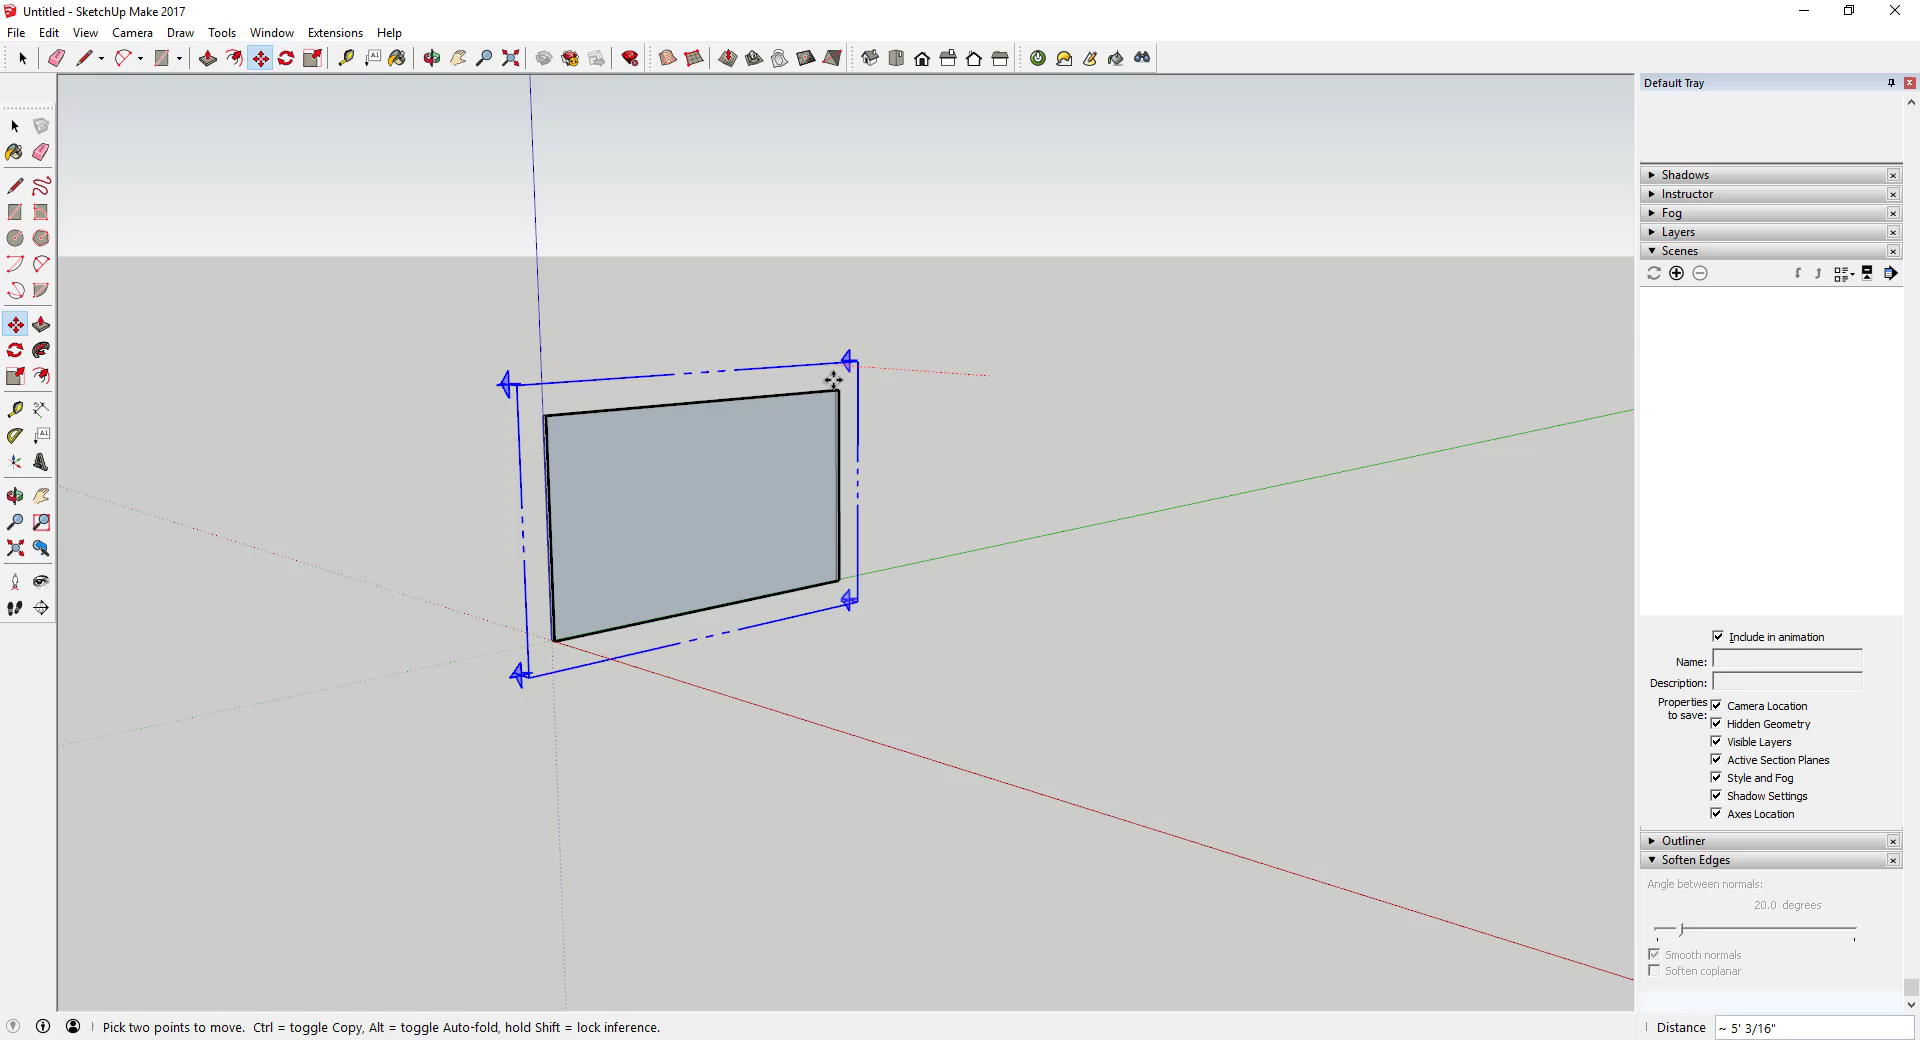 Untitled - SketchUp Make 2017
File Edit View Camera Draw Tools Window Extensions Help
A1
Default Tray
Shadows
Instructor
Fog
Layers
Scenes
Include in animation
Name:
Description:
Properties to save:
Camera Location
Hidden Geometry
Visible Layers
Active Section Planes
Style and Fog
Shadow Settings
Axes Location
Outliner
Soften Edges
Angle between normals:
20.0 degrees
Smooth normals
Soften coplanar
A1
Pick two points to move. Ctrl = toggle Copy, Alt = toggle Auto-fold, hold Shift = lock inference.
Distance ~ 5' 3/16"